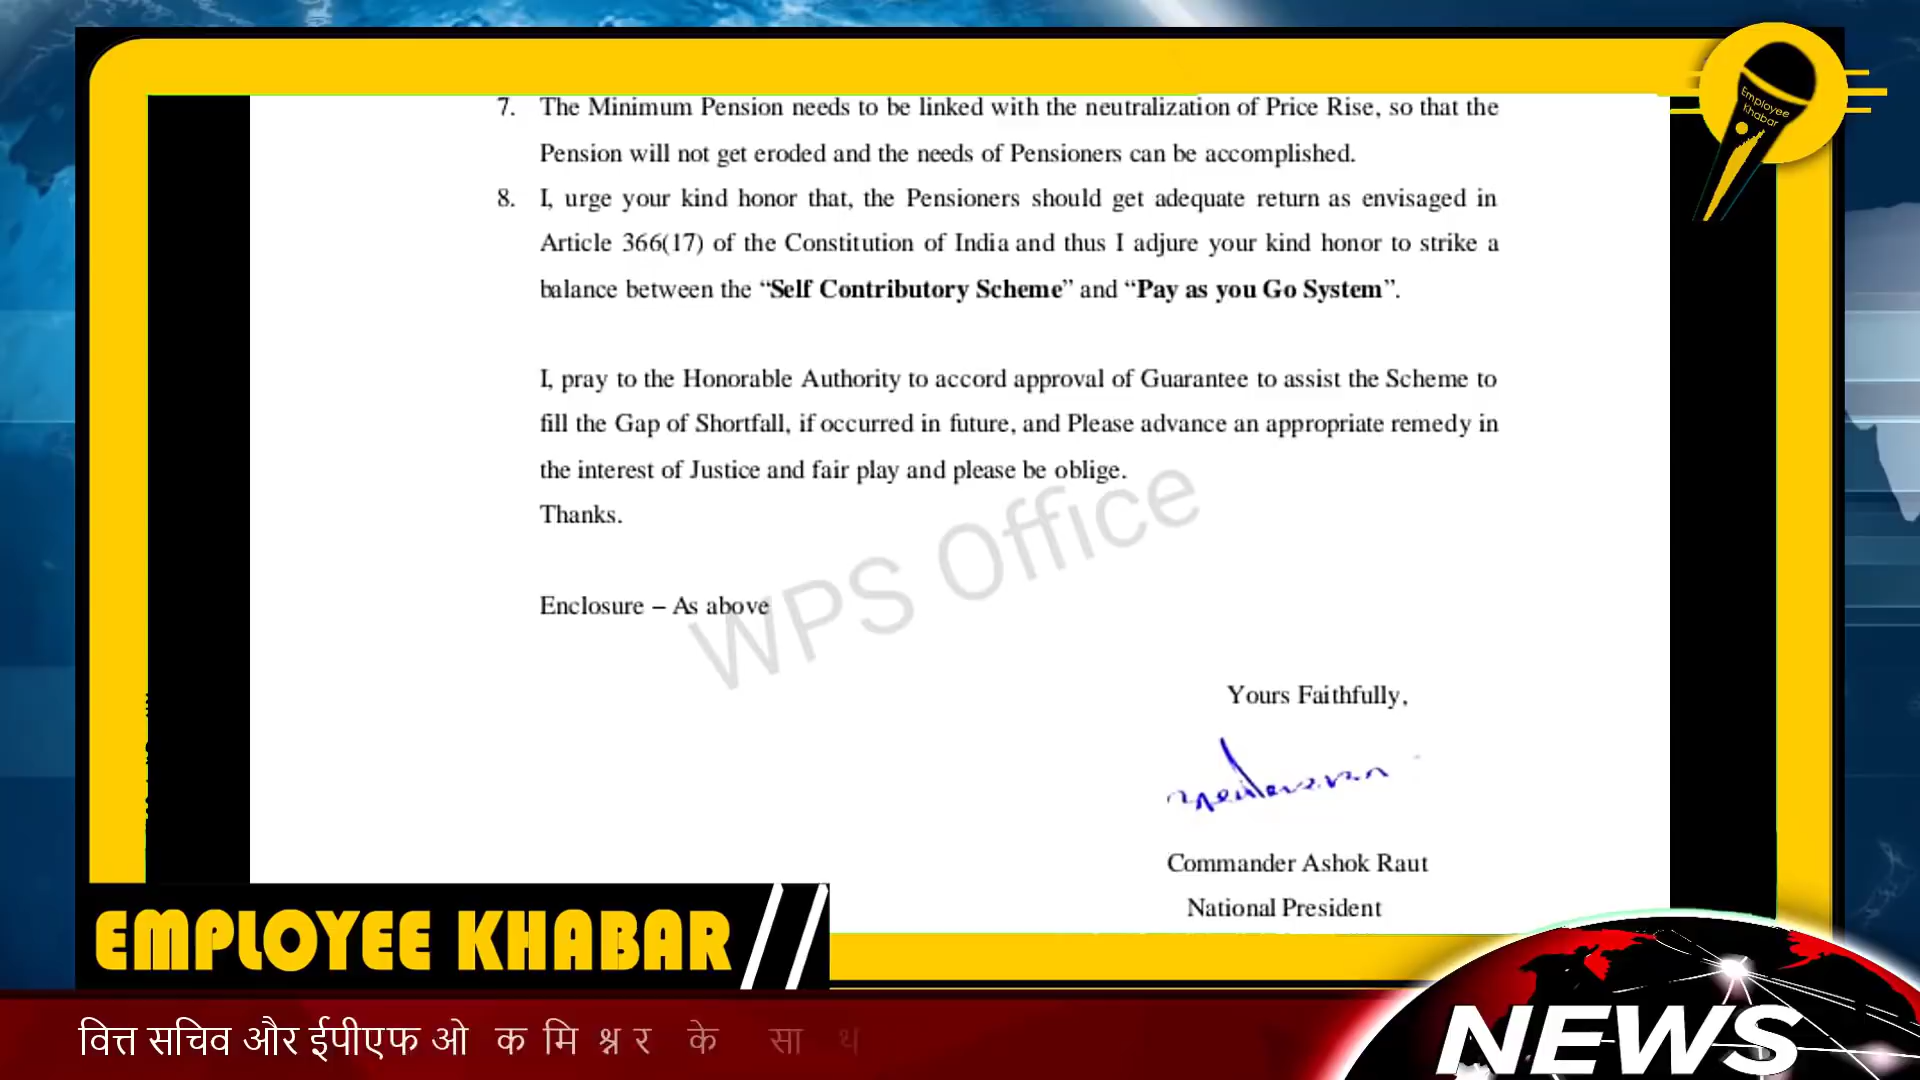 Employee
Khabar
7. The Minimum Pension needs to be linked with the neutralization of Price Rise, so that the
Pension will not get eroded and the needs of Pensioners can be accomplished.
8. I, urge your kind honor that, the Pensioners should get adequate return as envisaged in
Article 366(17) of the Constitution of India and thus I adjure your kind honor to strike a
balance between the “Self Contributory Scheme” and “Pay as you Go System”.
I, pray to the Honorable Authority to accord approval of Guarantee to assist the Scheme to
fill the Gap of Shortfall, if occurred in future, and Please advance an appropriate remedy in
the interest of Justice and fair play and please be oblige.
Thanks.
WPS Office
Enclosure – As above
Yours Faithfully,
Commander Ashok Raut
National President
EMPLOYEE KHABAR
वित्त सचिव और ईपीएफ ओ कमिश्नर के साथ
NEWS